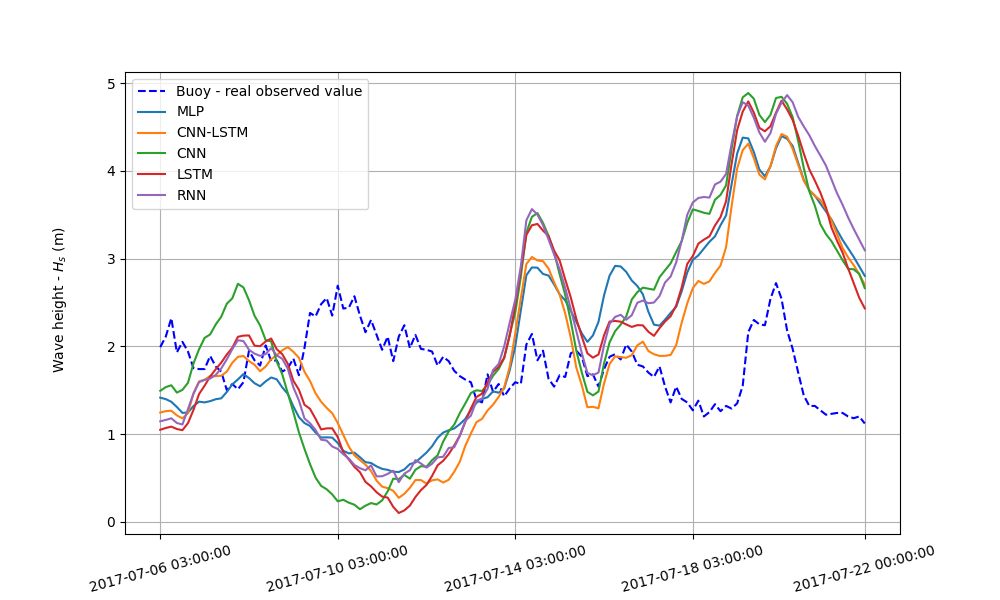 Buoy - real observed value
MLP
CNN-LSTM
CNN
LSTM
RNN
Wave height - Hₛ (m)
5
4
3
2
1
0
2017-07-06 03:00:00
2017-07-10 03:00:00
2017-07-14 03:00:00
2017-07-18 03:00:00
2017-07-22 00:00:00